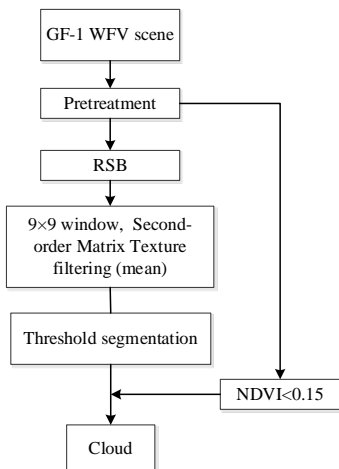 GF-1 WFV scene
Pretreatment
RSB
9×9 window, Second-
order Matrix Texture
filtering (mean)
Threshold segmentation
NDVI<0.15
Cloud